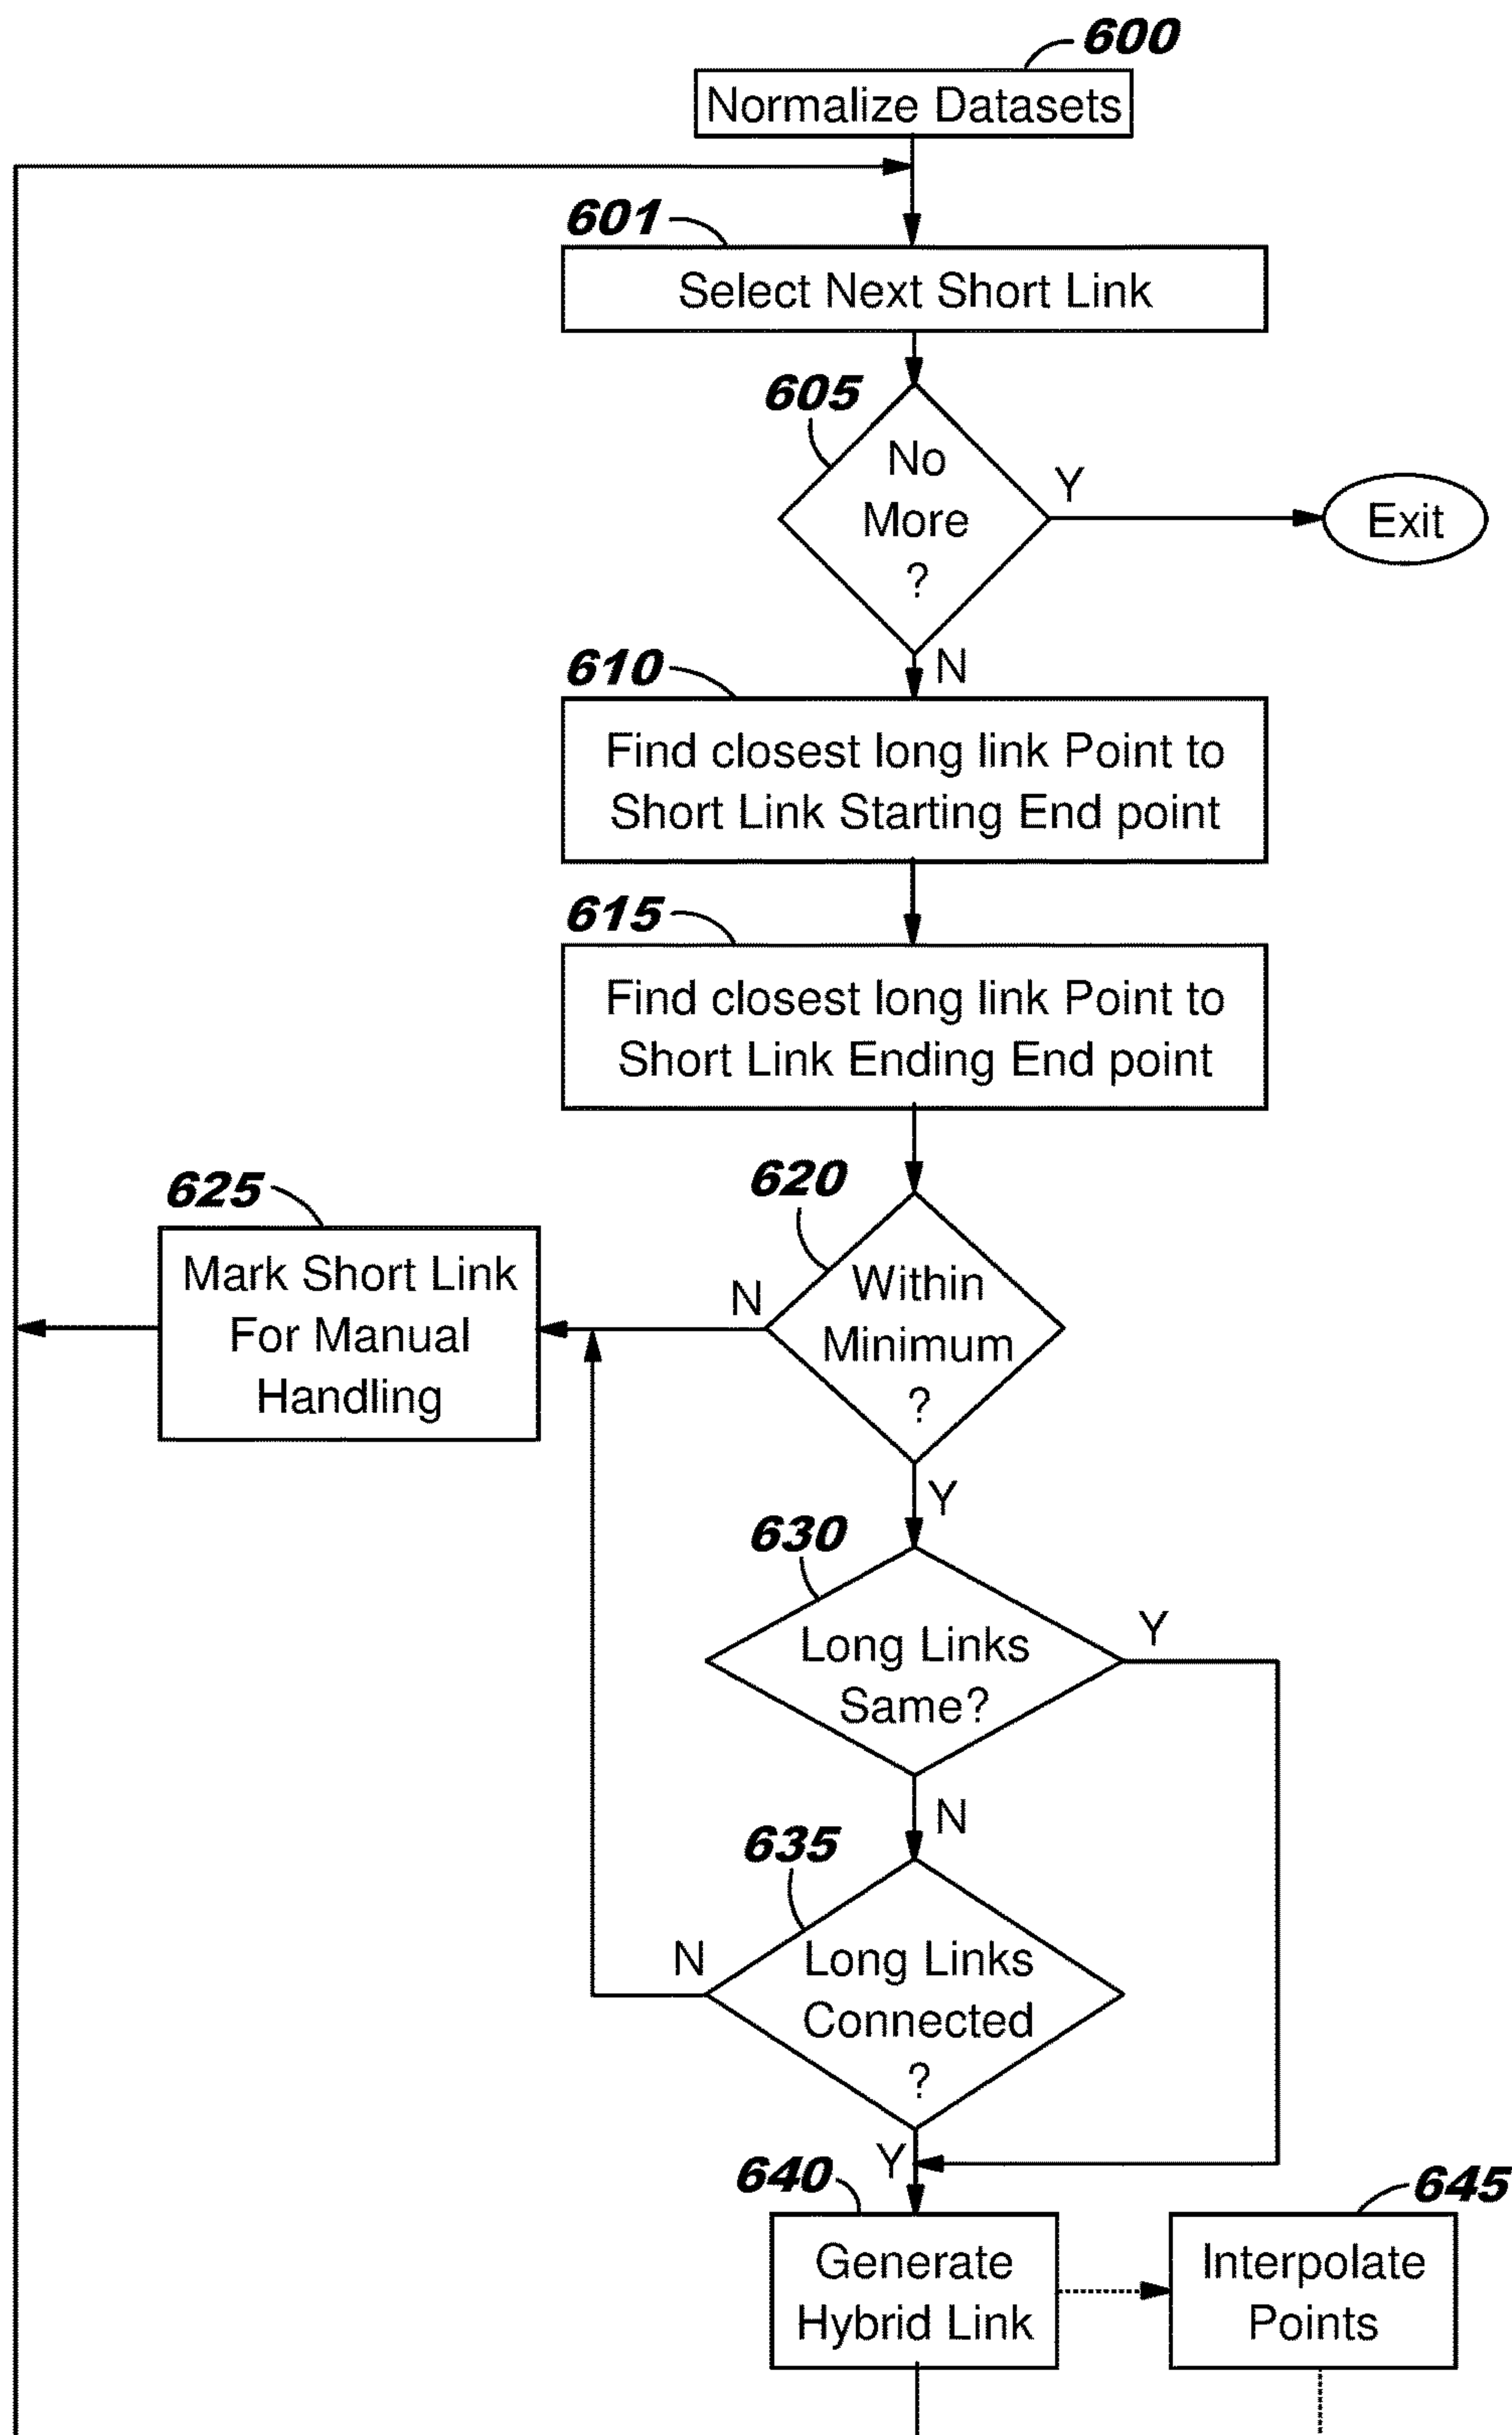 600
Normalize Datasets
601
Select Next Short Link
605
No
More
?
Y
Exit
N
610
Find closest long link Point to
Short Link Starting End point
615
Find closest long link Point to
Short Link Ending End point
620
Within
Minimum
?
N
625
Mark Short Link
For Manual
Handling
Y
630
Long Links
Same?
Y
N
635
Long Links
Connected
?
N
Y
640
Generate
Hybrid Link
645
Interpolate
Points